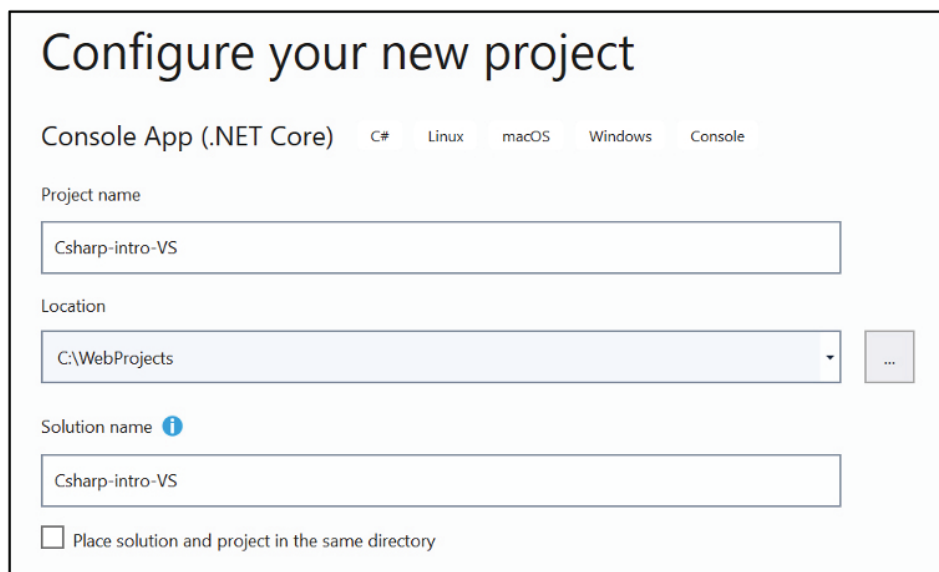 Configure your new project
Console App (.NET Core) C# Linux macOS Windows Console
Project name
Csharp-intro-VS
Location
C:\WebProjects
...
Solution name
Csharp-intro-VS
Place solution and project in the same directory